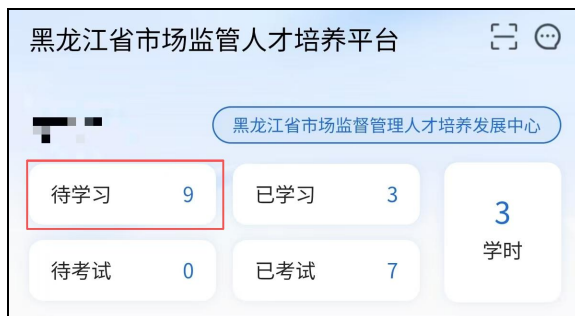 黑龙江省市场监管人才培养平台
黑龙江省市场监督管理人才培养发展中心
待学习 9 已学习 3
3
学时
待考试 0 已考试 7